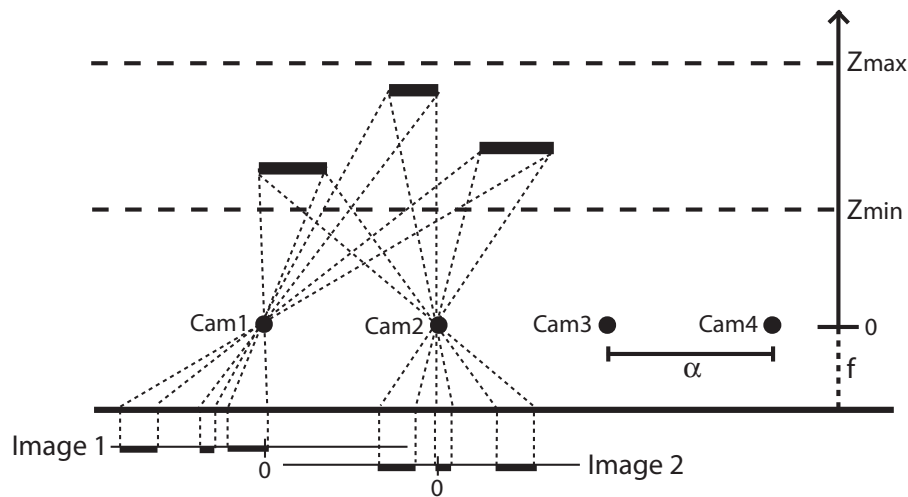 Zmax
Zmin
Cam1 Cam2 Cam3 Cam4 0
α f
Image 1
0
Image 2
0